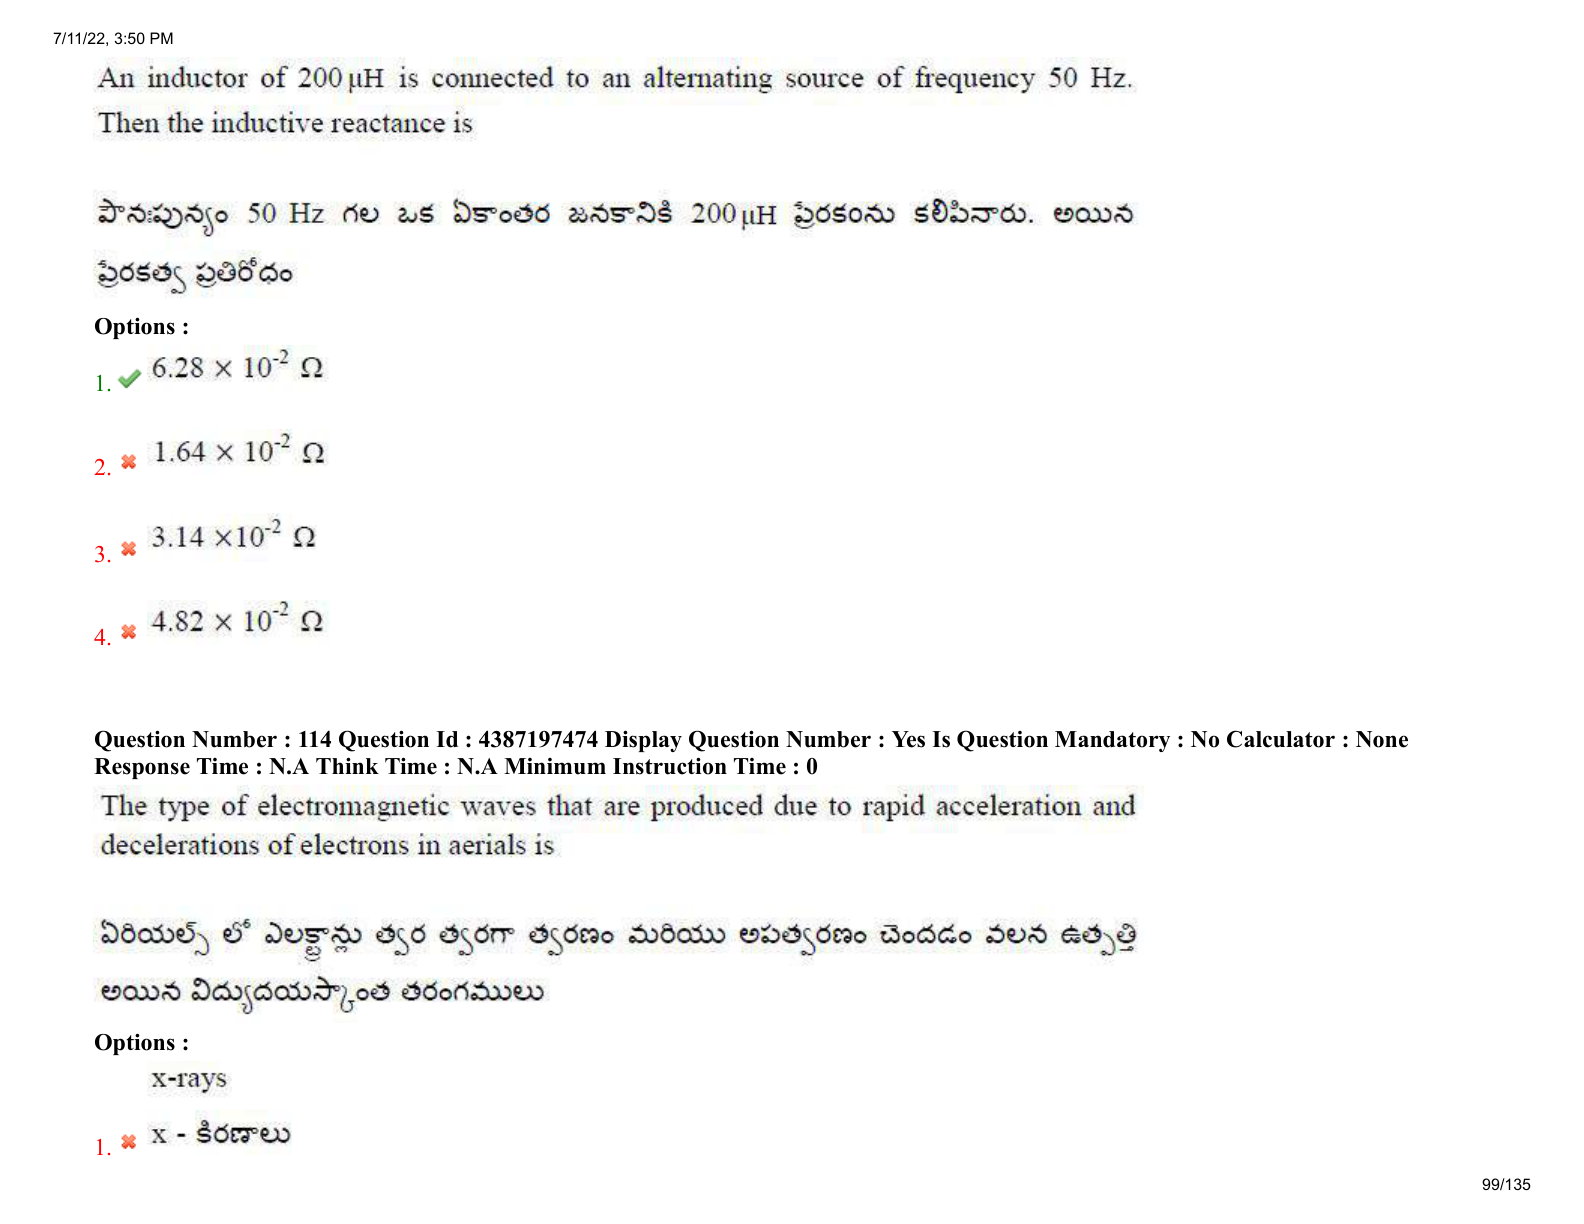 7/11/22, 3:50 PM
An inductor of 200 μH is connected to an alternating source of frequency 50 Hz.
Then the inductive reactance is
పౌనఃపున్యం 50 Hz గల ఒక ఏకాంతర జనకానికి 200 μH ప్రేరకంను కలిపినారు. అయిన
ప్రేరకత్వ ప్రతిరోధం
Options :
1. 6.28 × 10⁻² Ω
2. 1.64 × 10⁻² Ω
3. 3.14 ×10⁻² Ω
4. 4.82 × 10⁻² Ω
Question Number : 114 Question Id : 4387197474 Display Question Number : Yes Is Question Mandatory : No Calculator : None
Response Time : N.A Think Time : N.A Minimum Instruction Time : 0
The type of electromagnetic waves that are produced due to rapid acceleration and
decelerations of electrons in aerials is
ఏరియల్స్ లో ఎలక్ట్రాన్లు త్వర త్వరగా త్వరణం మరియు అపత్వరణం చెందడం వలన ఉత్పత్తి
అయిన విద్యుదయస్కాంత తరంగములు
Options :
x-rays
1. x - కిరణాలు
99/135